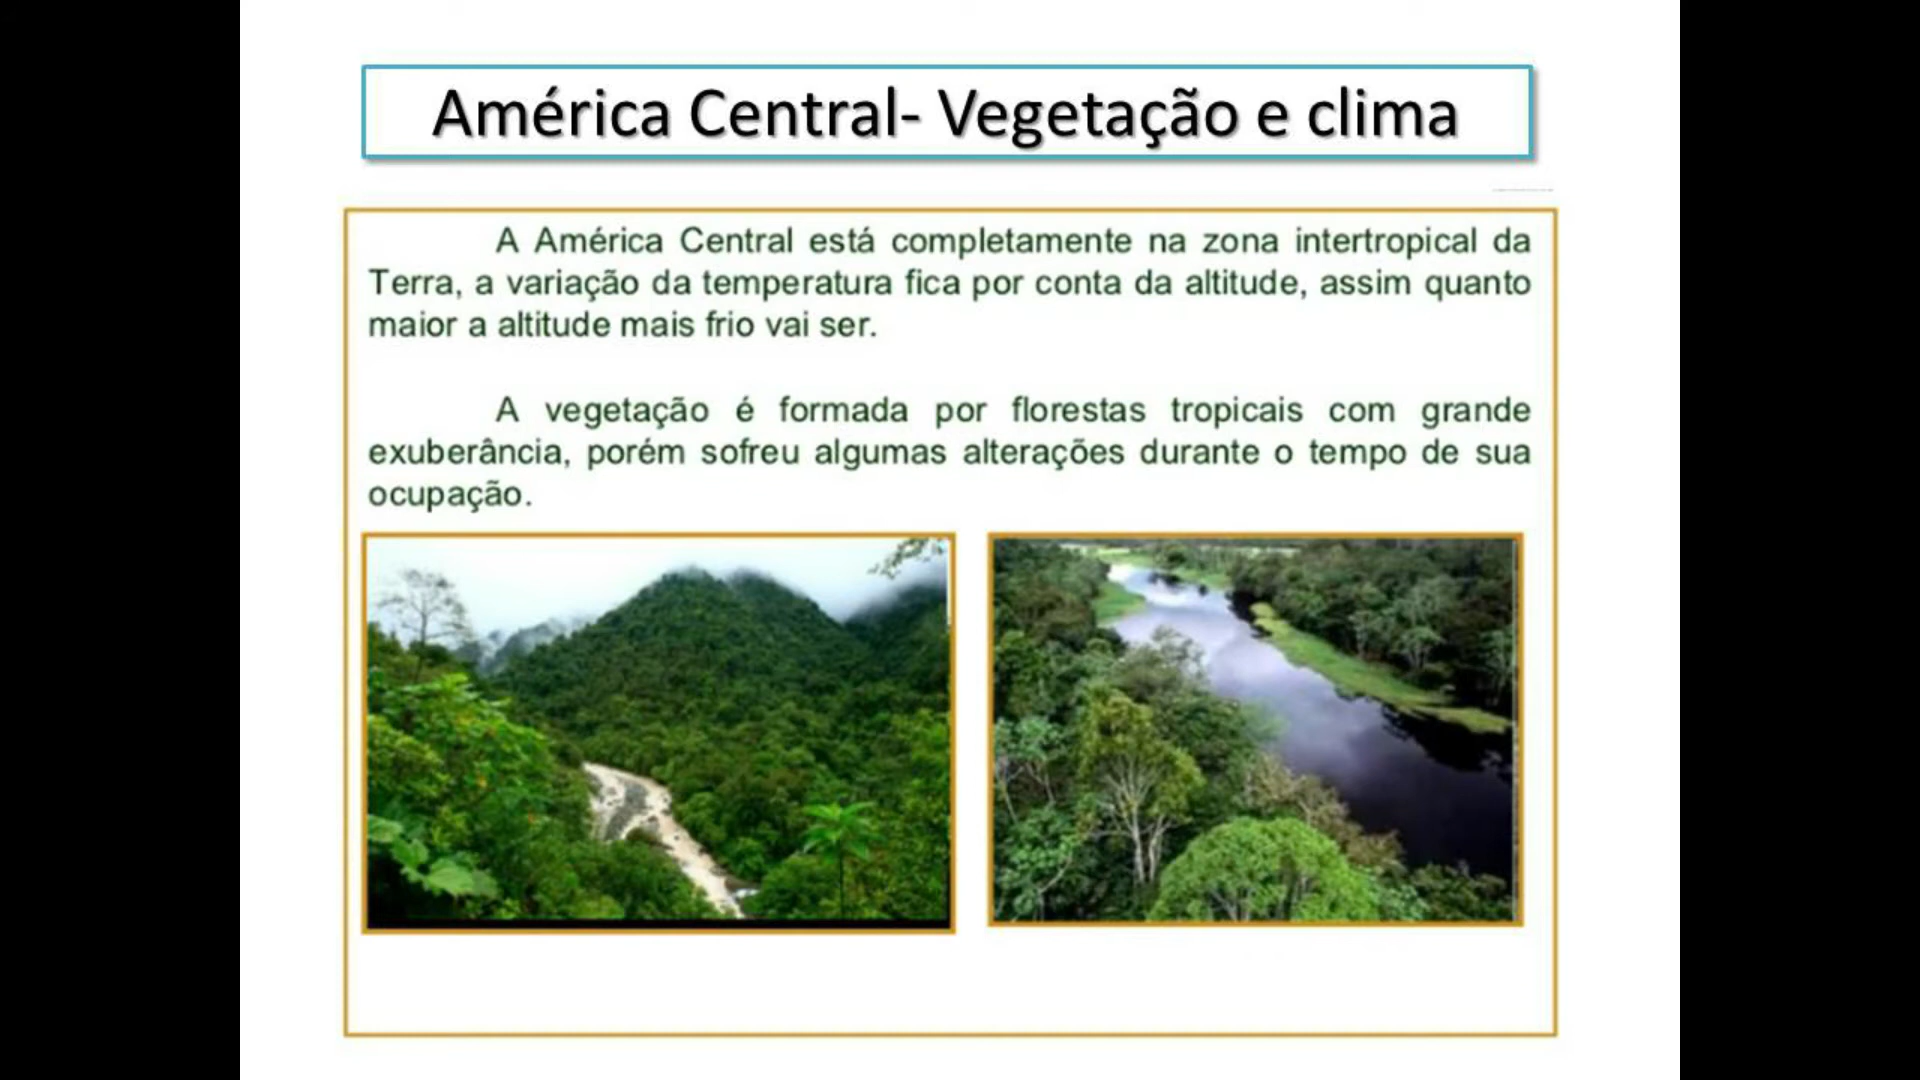 América Central- Vegetação e clima
A América Central está completamente na zona intertropical da
Terra, a variação da temperatura fica por conta da altitude, assim quanto
maior a altitude mais frio vai ser.
A vegetação é formada por florestas tropicais com grande
exuberância, porém sofreu algumas alterações durante o tempo de sua
ocupação.